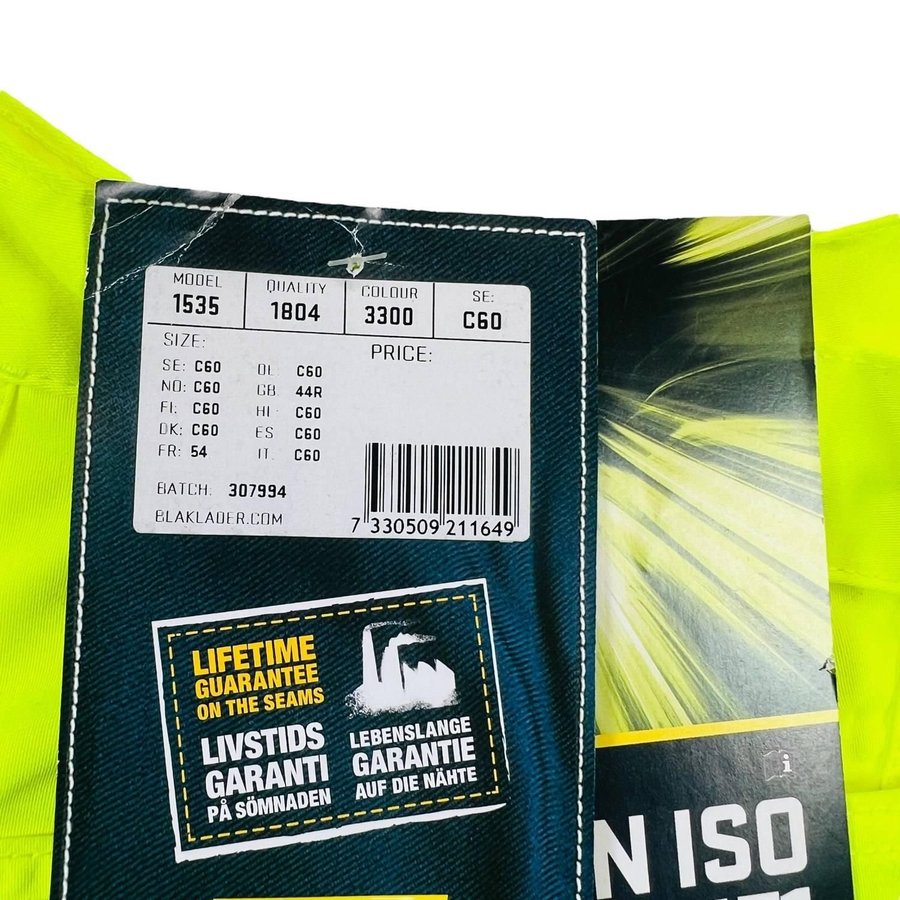 MODEL QUALITY COLOUR SE:
1535 1804 3300 C60
SIZE: PRICE:
SE: C60 DE C60
NO: C60 GB 44R
FI: C60 HI C60
DK: C60 ES C60
FR: 54 IT C60
BATCH: 307994
BLAKLADER.COM
7 330509 211649
LIFETIME
GUARANTEE
ON THE SEAMS
LIVSTIDS
GARANTI
PÅ SÖMNADEN
LEBENSLANGE
GARANTIE
AUF DIE NÄHTE
i
N ISO